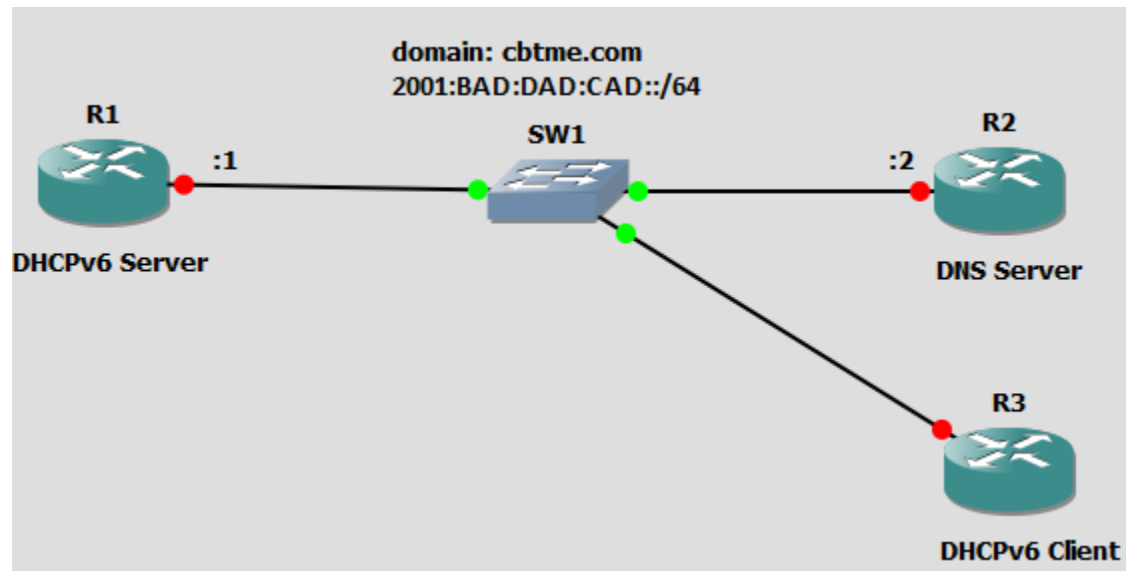 domain: cbtme.com
2001:BAD:DAD:CAD::/64
R1
SW1
R2
:1
:2
DHCPv6 Server
DNS Server
R3
DHCPv6 Client